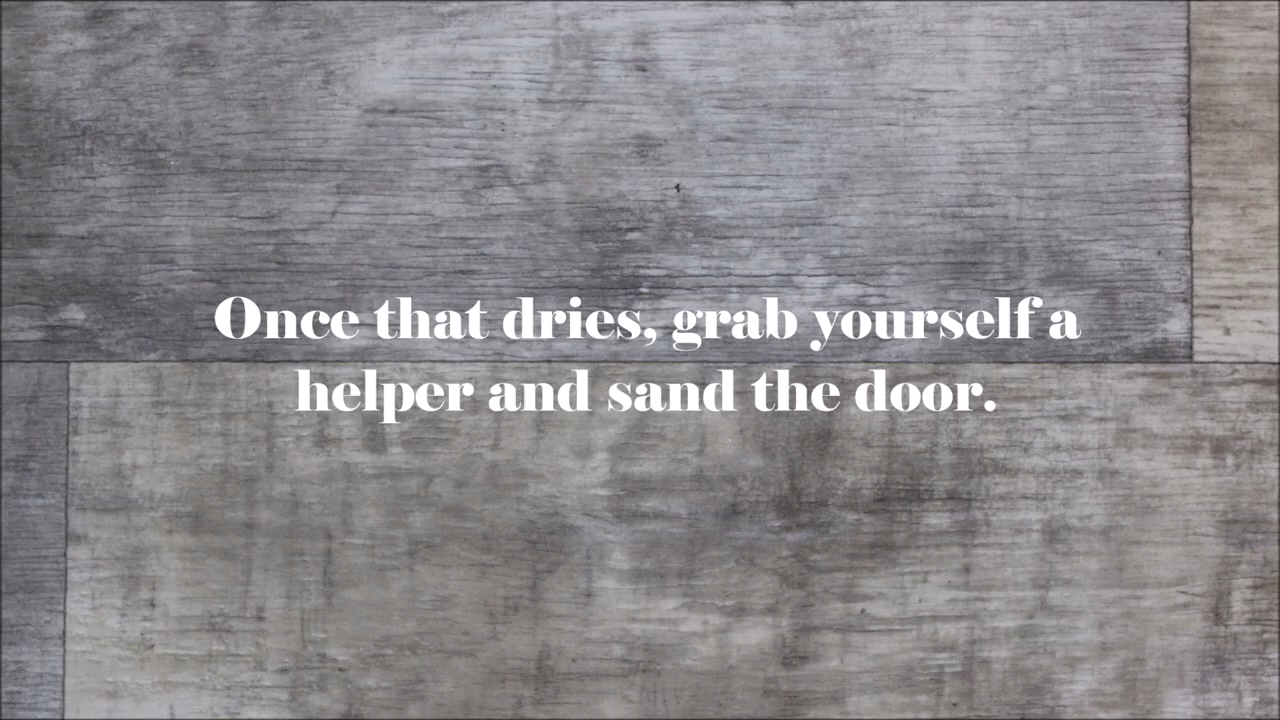 Once that dries, grab yourself a
helper and sand the door.